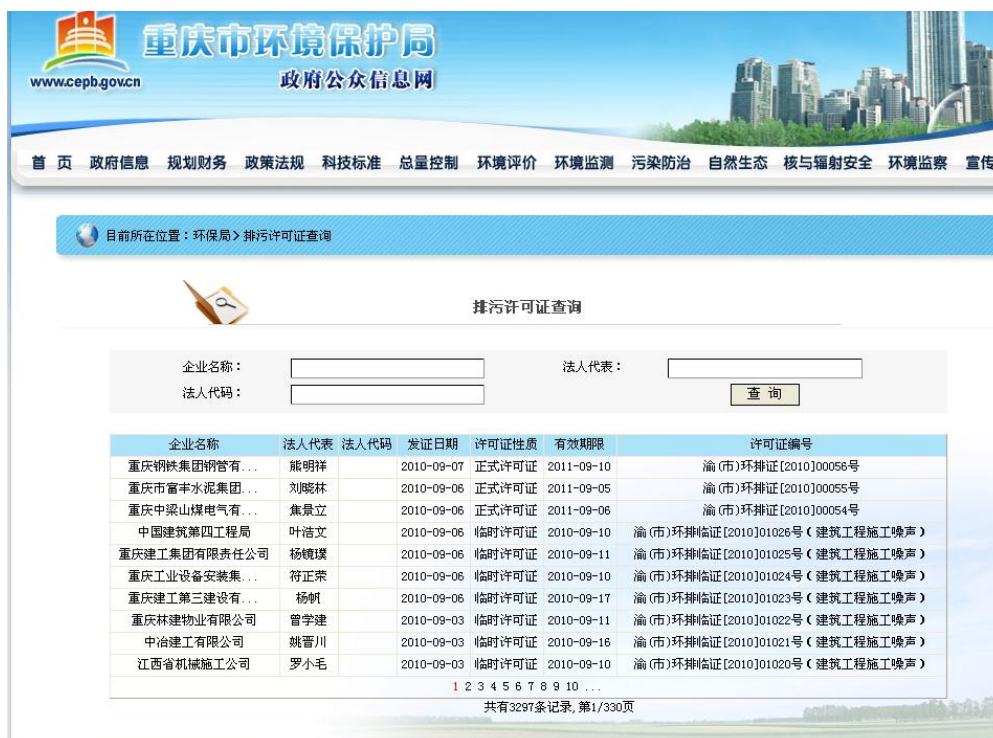 重庆市环境保护局
www.cepb.gov.cn
政府公众信息网
首 页 政府信息 规划财务 政策法规 科技标准 总量控制 环境评价 环境监测 污染防治 自然生态 核与辐射安全 环境监察 宣传
目前所在位置：环保局>排污许可证查询
排污许可证查询
企业名称： 法人代表：
法人代码： 查 询
企业名称 法人代表 法人代码 发证日期 许可证性质 有效期限 许可证编号
重庆钢铁集团钢管有... 熊明祥 2010-09-07 正式许可证 2011-09-10 渝(市)环排证[2010]00056号
重庆市富丰水泥集团... 刘晓林 2010-09-06 正式许可证 2011-09-05 渝(市)环排证[2010]00055号
重庆中梁山煤电气有... 焦景立 2010-09-06 正式许可证 2011-09-06 渝(市)环排证[2010]00054号
中国建筑第四工程局 叶浩文 2010-09-06 临时许可证 2010-09-10 渝(市)环排临证[2010]01026号(建筑工程施工噪声)
重庆建工集团有限责任公司 杨镜璞 2010-09-06 临时许可证 2010-09-11 渝(市)环排临证[2010]01025号(建筑工程施工噪声)
重庆工业设备安装集... 符正荣 2010-09-06 临时许可证 2010-09-10 渝(市)环排临证[2010]01024号(建筑工程施工噪声)
重庆建工第三建设有... 杨帆 2010-09-06 临时许可证 2010-09-17 渝(市)环排临证[2010]01023号(建筑工程施工噪声)
重庆林建物业有限公司 曾学建 2010-09-03 临时许可证 2010-09-11 渝(市)环排临证[2010]01022号(建筑工程施工噪声)
中冶建工有限公司 姚晋川 2010-09-03 临时许可证 2010-09-16 渝(市)环排临证[2010]01021号(建筑工程施工噪声)
江西省机械施工公司 罗小毛 2010-09-03 临时许可证 2010-09-10 渝(市)环排临证[2010]01020号(建筑工程施工噪声)
1 2 3 4 5 6 7 8 9 10 ...
共有3297条记录,第1/330页